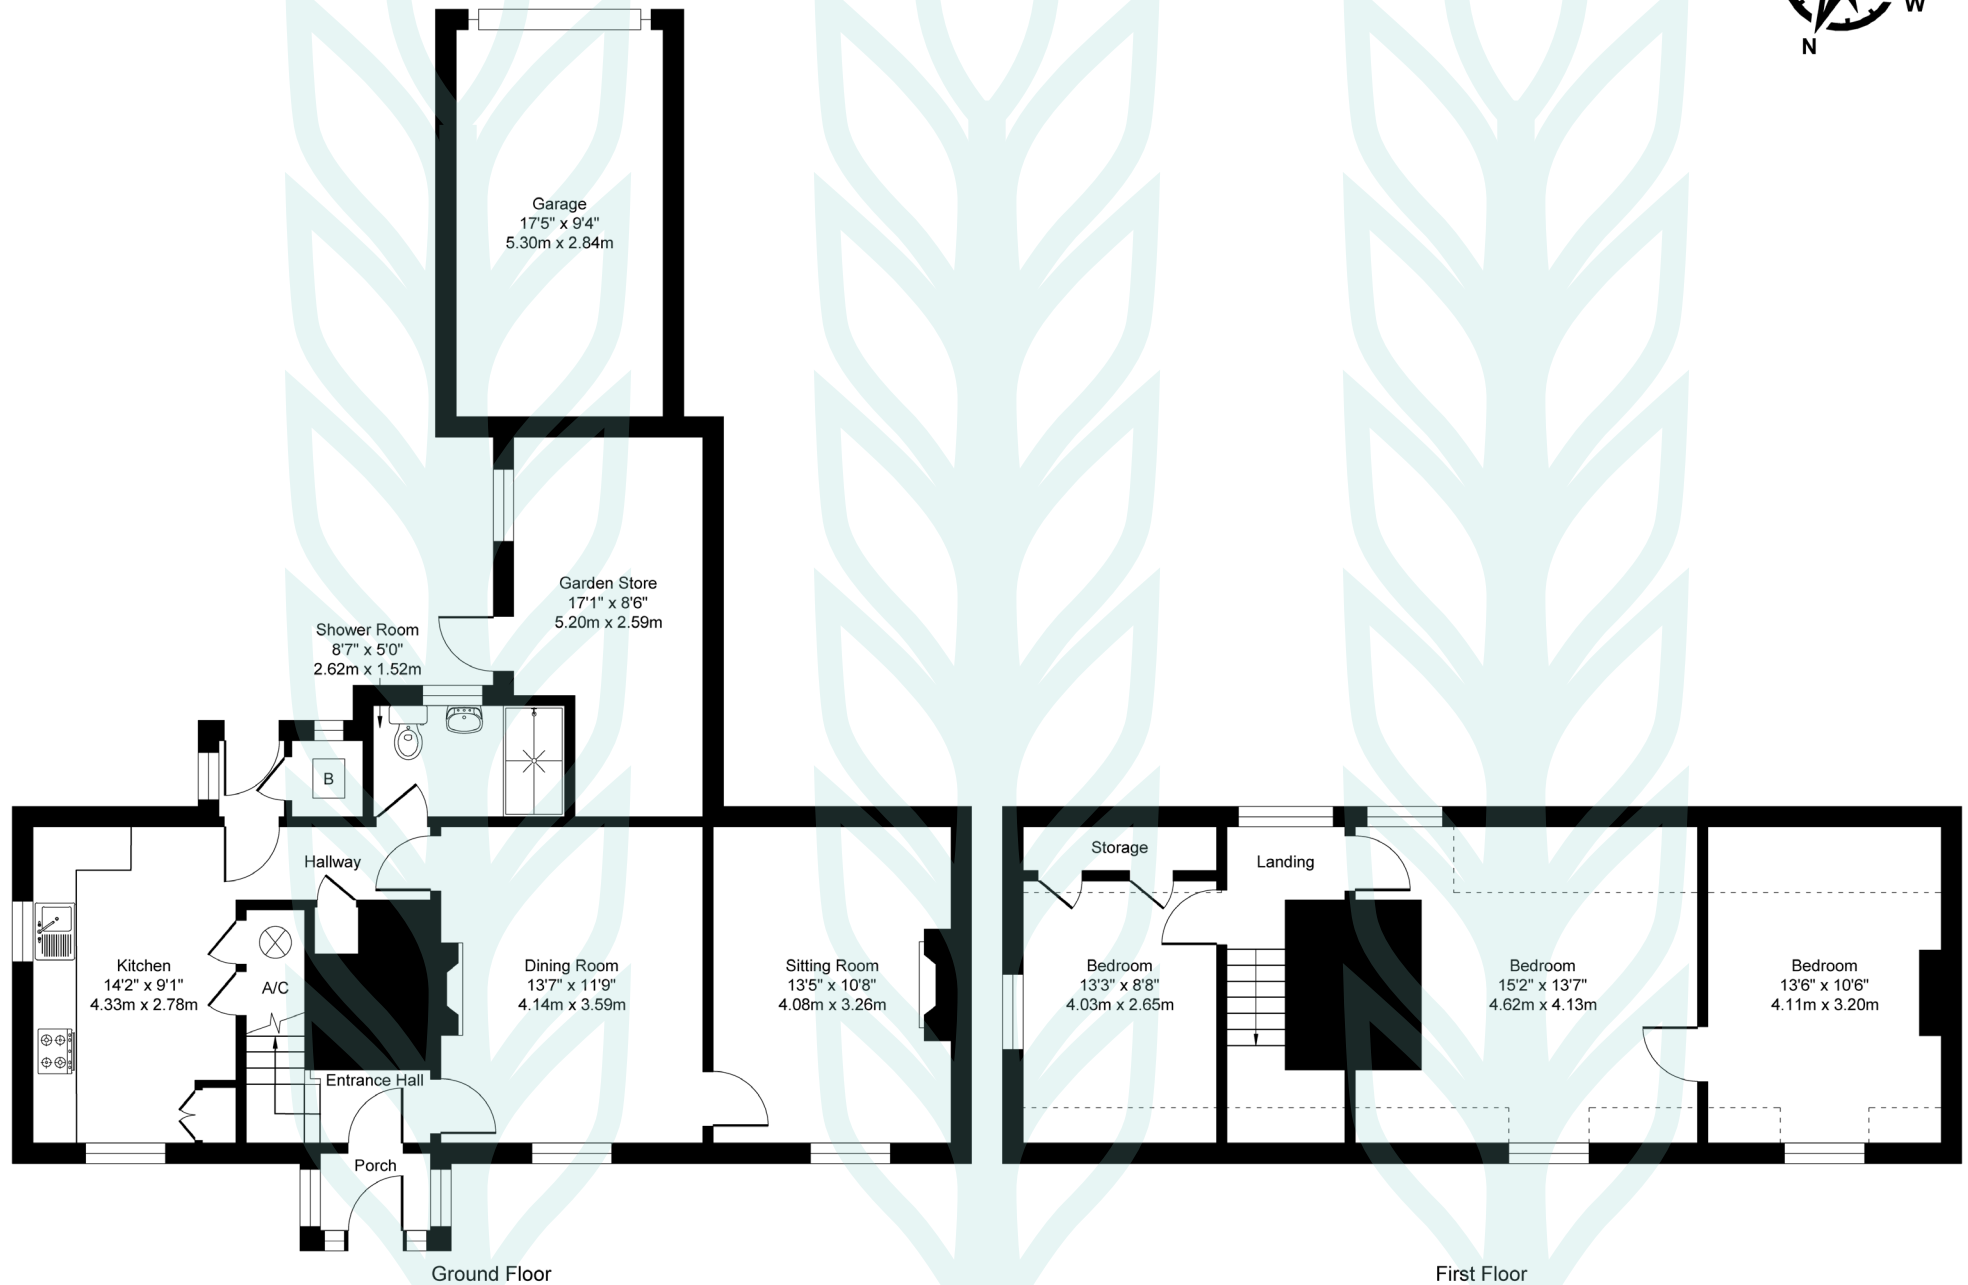 W
N
Garage
17'5" x 9'4"
5.30m x 2.84m
Garden Store
17'1" x 8'6"
5.20m x 2.59m
Shower Room
8'7" x 5'0"
2.62m x 1.52m
B
Hallway
Kitchen
14'2" x 9'1"
4.33m x 2.78m
A/C
Dining Room
13'7" x 11'9"
4.14m x 3.59m
Sitting Room
13'5" x 10'8"
4.08m x 3.26m
Entrance Hall
Porch
Ground Floor
Storage
Landing
Bedroom
13'3" x 8'8"
4.03m x 2.65m
Bedroom
15'2" x 13'7"
4.62m x 4.13m
Bedroom
13'6" x 10'6"
4.11m x 3.20m
First Floor